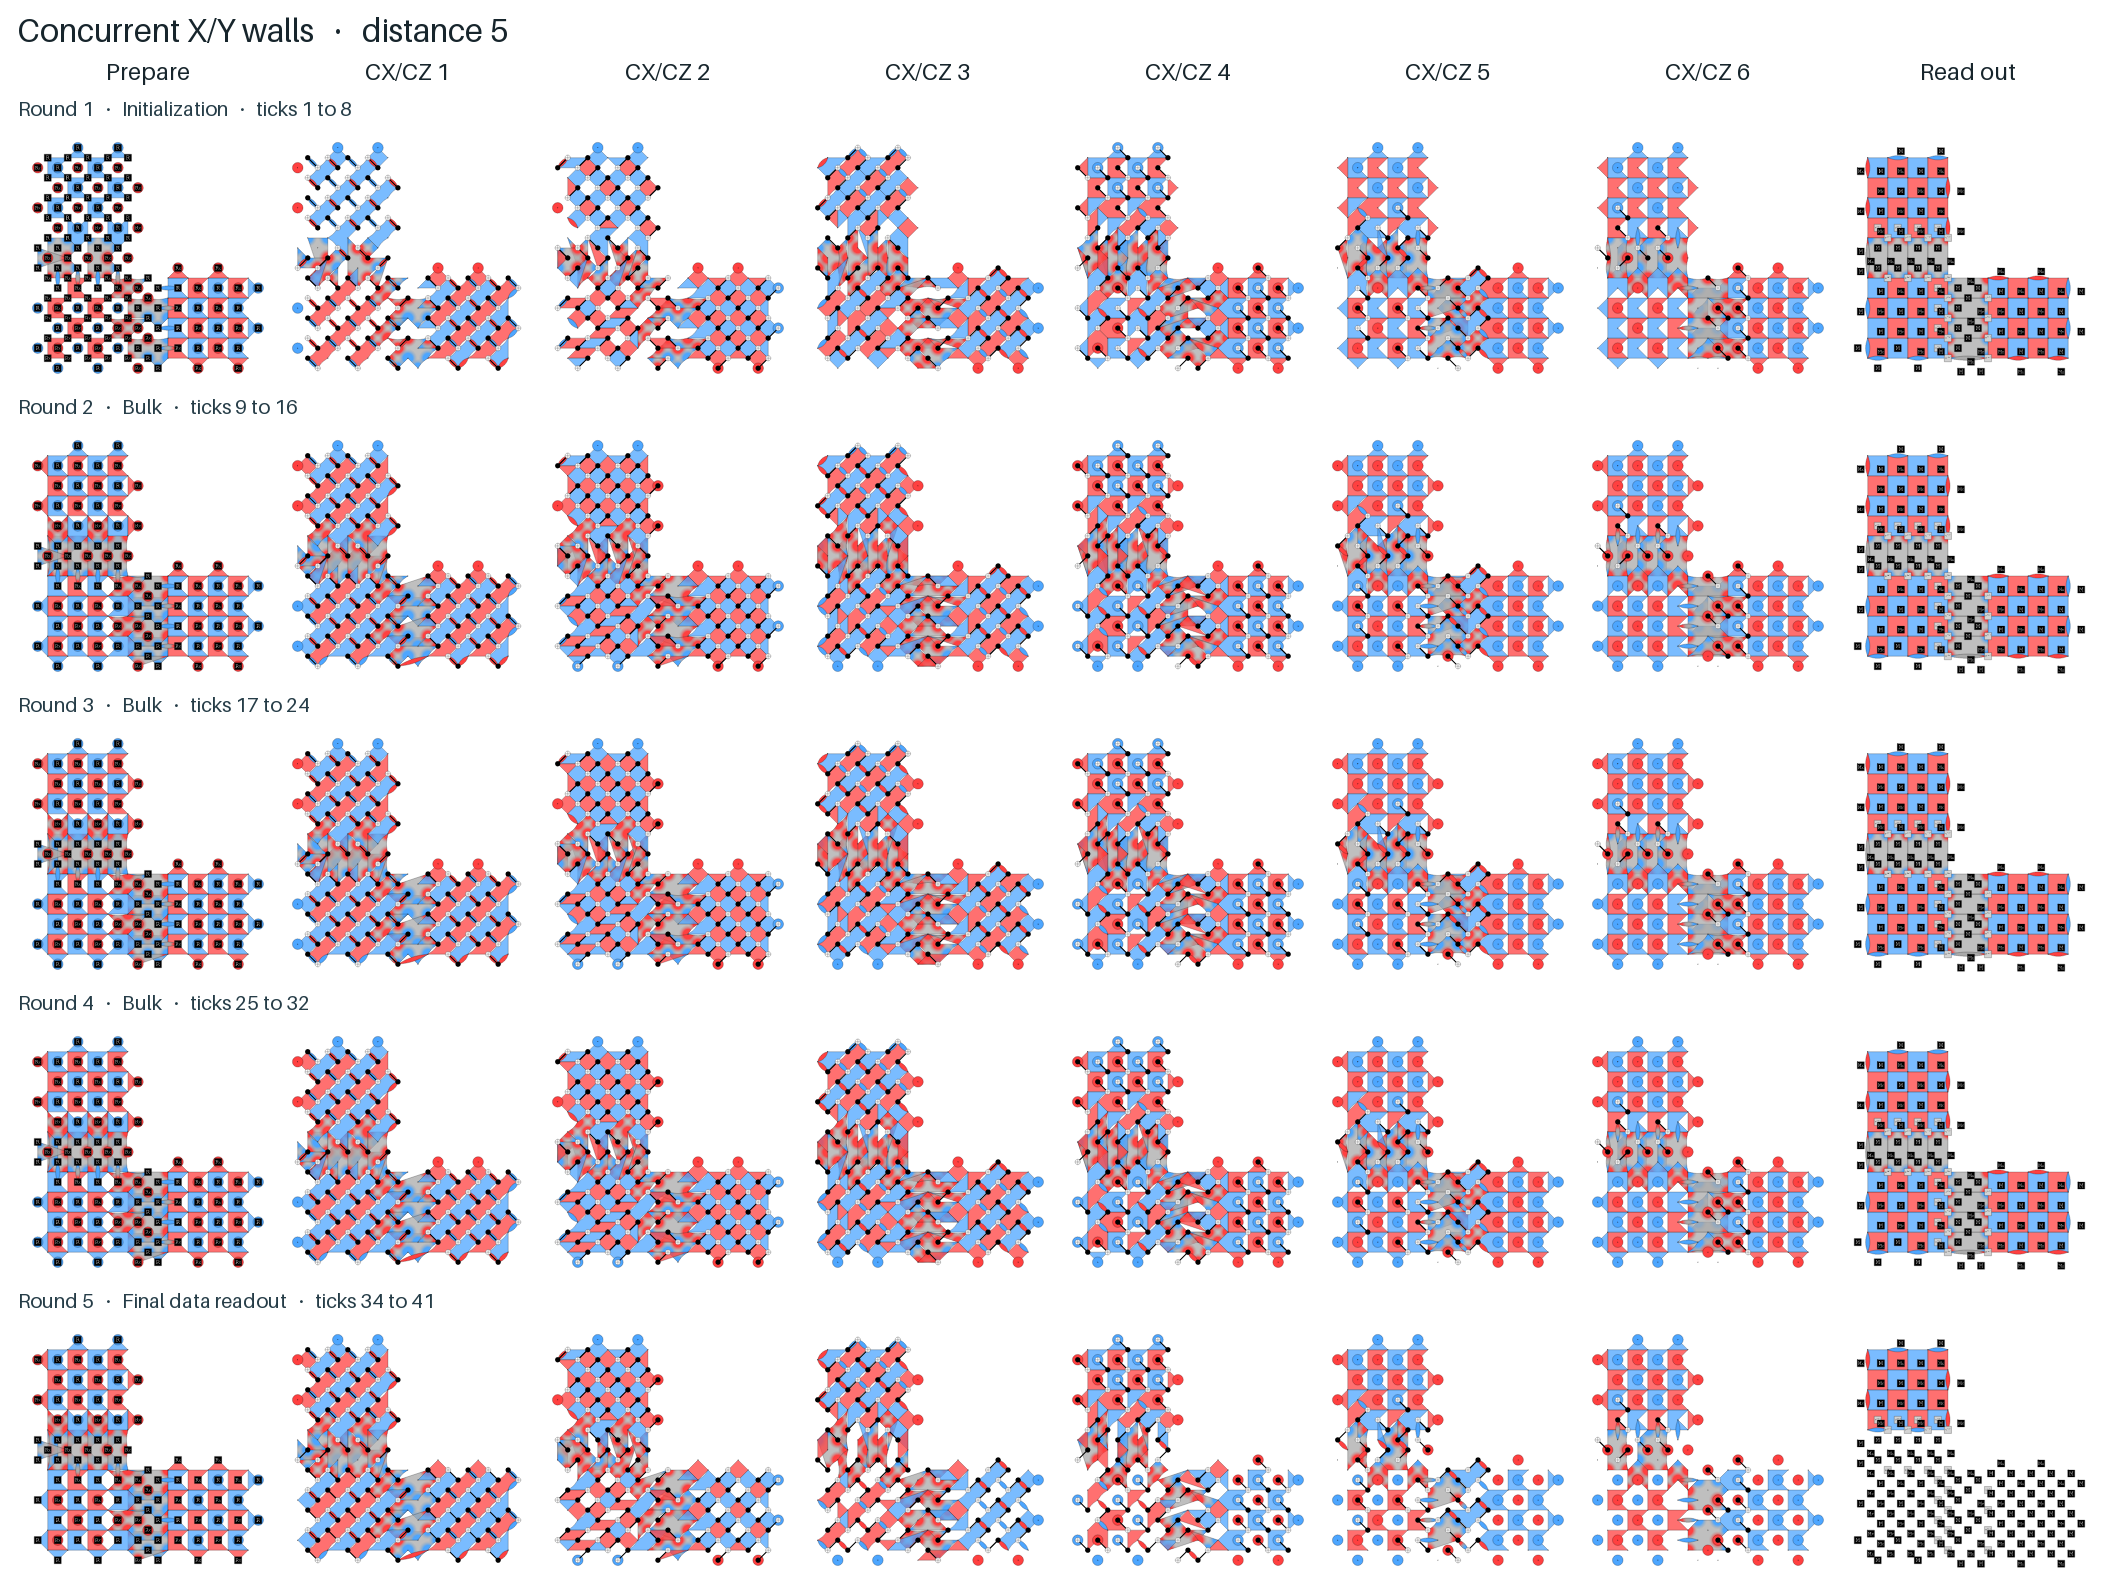 Concurrent X/Y walls · distance 5
Prepare CX/CZ 1 CX/CZ 2 CX/CZ 3 CX/CZ 4 CX/CZ 5 CX/CZ 6 Read out
Round 1 · Initialization · ticks 1 to 8
Round 2 · Bulk · ticks 9 to 16
Round 3 · Bulk · ticks 17 to 24
Round 4 · Bulk · ticks 25 to 32
Round 5 · Final data readout · ticks 34 to 41